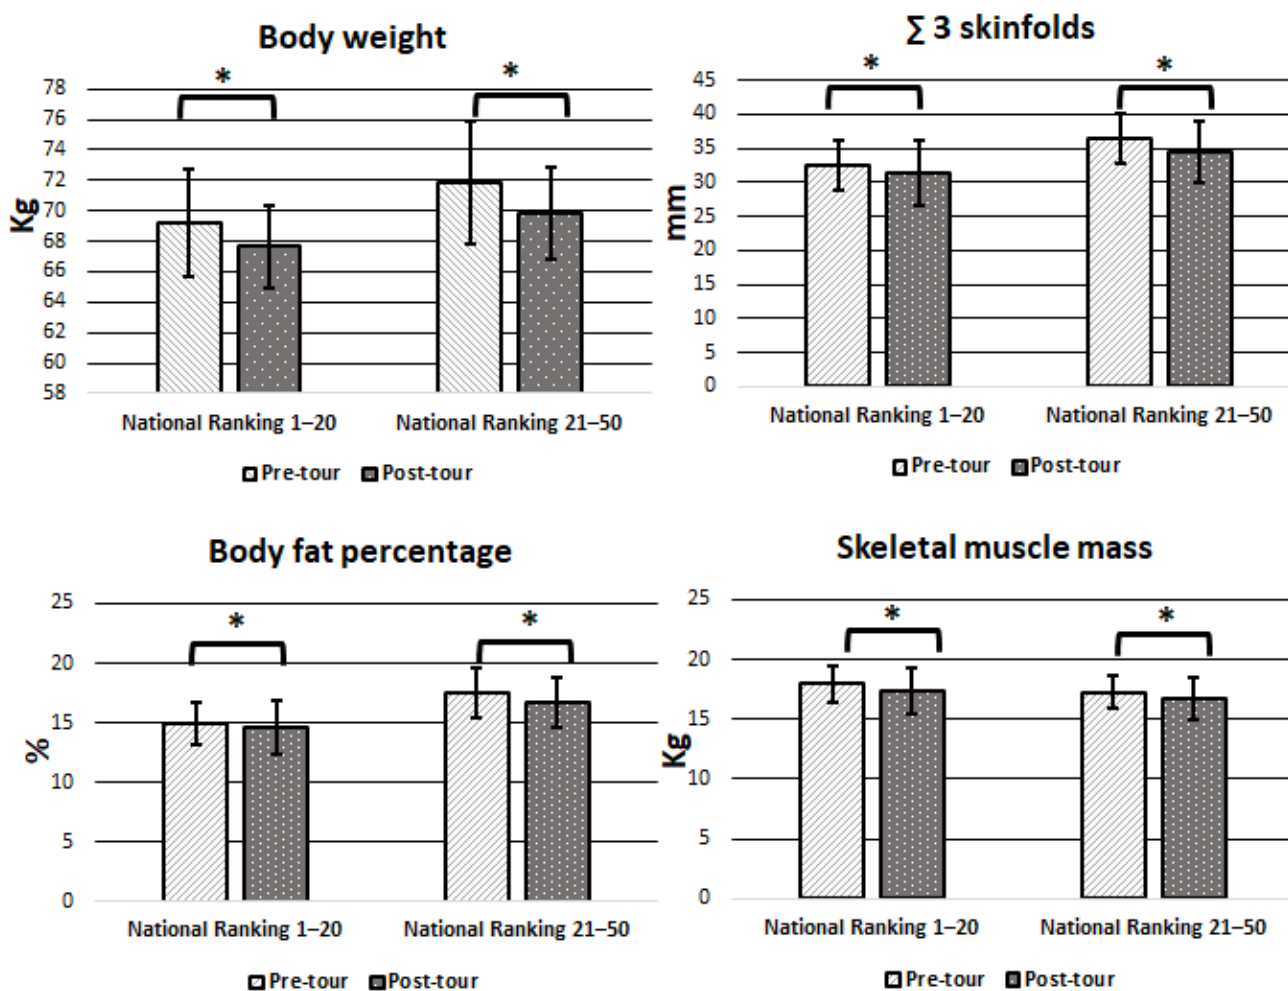 Body weight
*
*
Kg
78
76
74
72
70
68
66
64
62
60
58
National Ranking 1–20
National Ranking 21–50
Pre-tour Post-tour
∑ 3 skinfolds
*
*
mm
45
40
35
30
25
20
15
10
5
0
National Ranking 1–20
National Ranking 21–50
Pre-tour Post-tour
Body fat percentage
*
*
%
25
20
15
10
5
0
National Ranking 1–20
National Ranking 21–50
Pre-tour Post-tour
Skeletal muscle mass
*
*
Kg
25
20
15
10
5
0
National Ranking 1–20
National Ranking 21–50
Pre-tour Post-tour